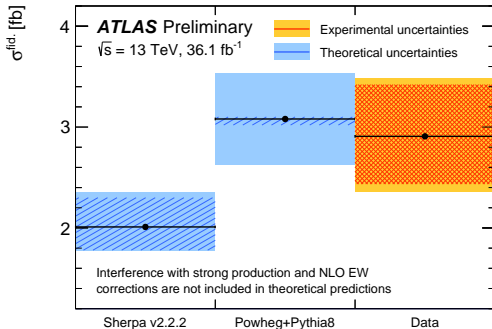 ATLAS Preliminary
√s = 13 TeV, 36.1 fb⁻¹
Experimental uncertainties
Theoretical uncertainties
σ^fid. [fb]
4
3
2
Interference with strong production and NLO EW
corrections are not included in theoretical predictions
Sherpa v2.2.2
Powheg+Pythia8
Data